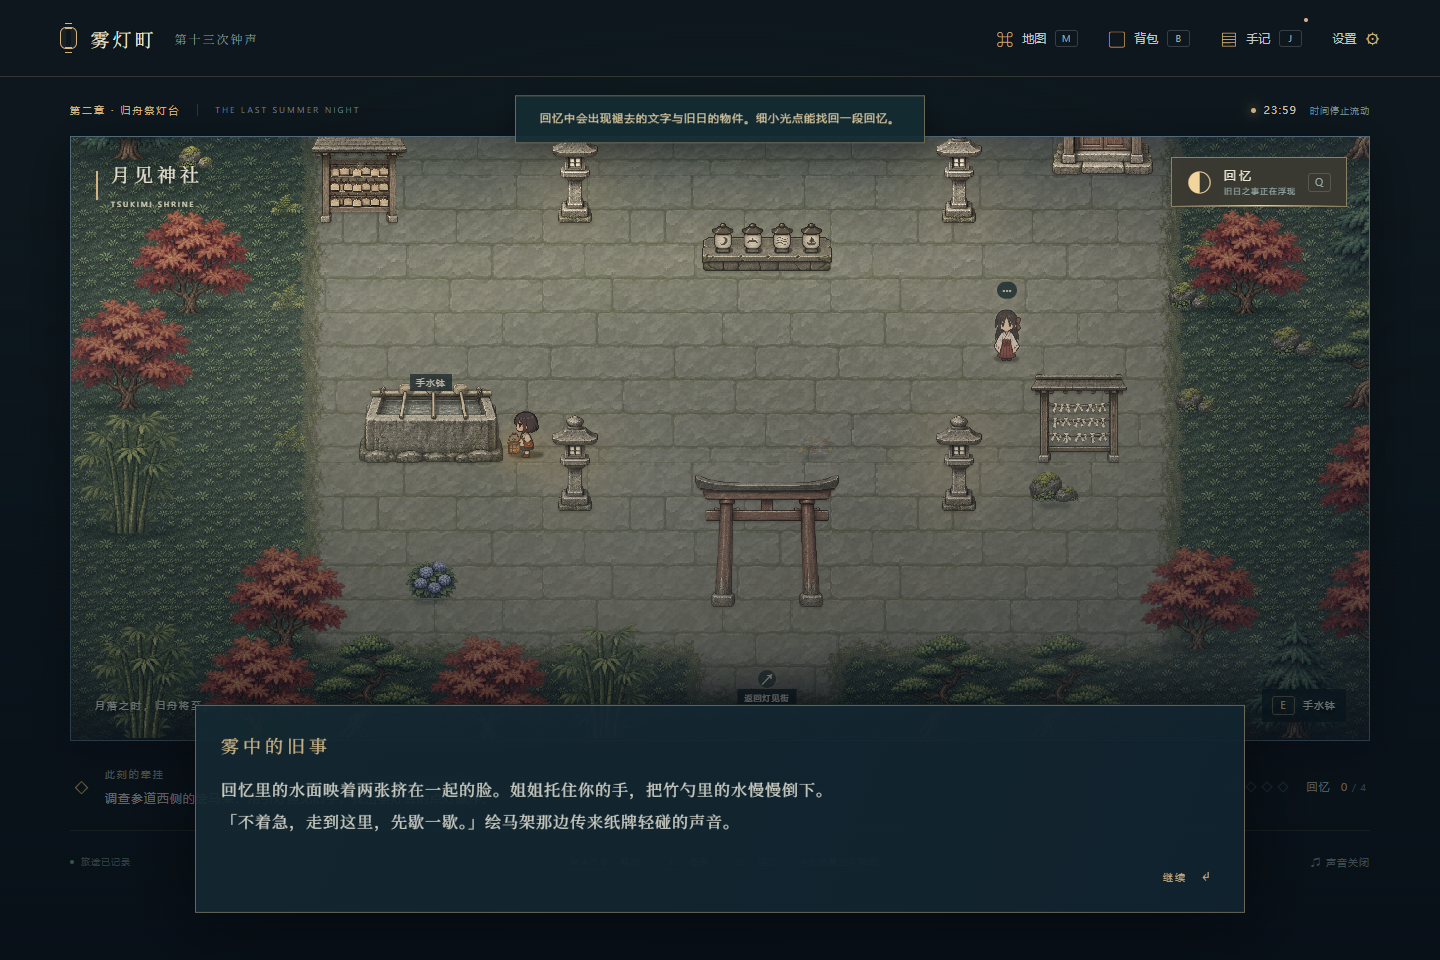 雾灯町
第十三次钟声
地图 M
背包 B
手记 J
设置
第二章 · 归舟祭灯台
THE LAST SUMMER NIGHT
回忆中会出现褪去的文字与旧日的物件。细小光点能找回一段回忆。
23:59
时间停止流动
月见神社
TSUKIMI SHRINE
回忆
旧日之事正在浮现
Q
手水钵
返回灯见街
月落之时，归舟将至
E 手水钵
雾中的旧事
回忆里的水面映着两张挤在一起的脸。姐姐托住你的手，把竹勺里的水慢慢倒下。
「不着急，走到这里，先歇一歇。」绘马架那边传来纸牌轻碰的声音。
继续
此刻的牵挂
调查参道西侧的
回忆 0 / 4
旅途已记录
声音关闭